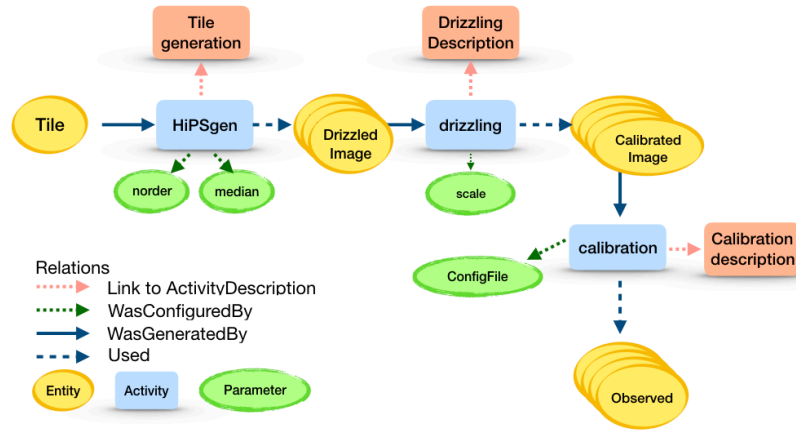 Tile
generation
Drizzling
Description
Tile
HiPSgen
Drizzled
Image
drizzling
Calibrated
Image
norder
median
scale
calibration
Calibration
description
ConfigFile
Relations
Link to ActivityDescription
WasConfiguredBy
WasGeneratedBy
Used
Entity
Activity
Parameter
Observed